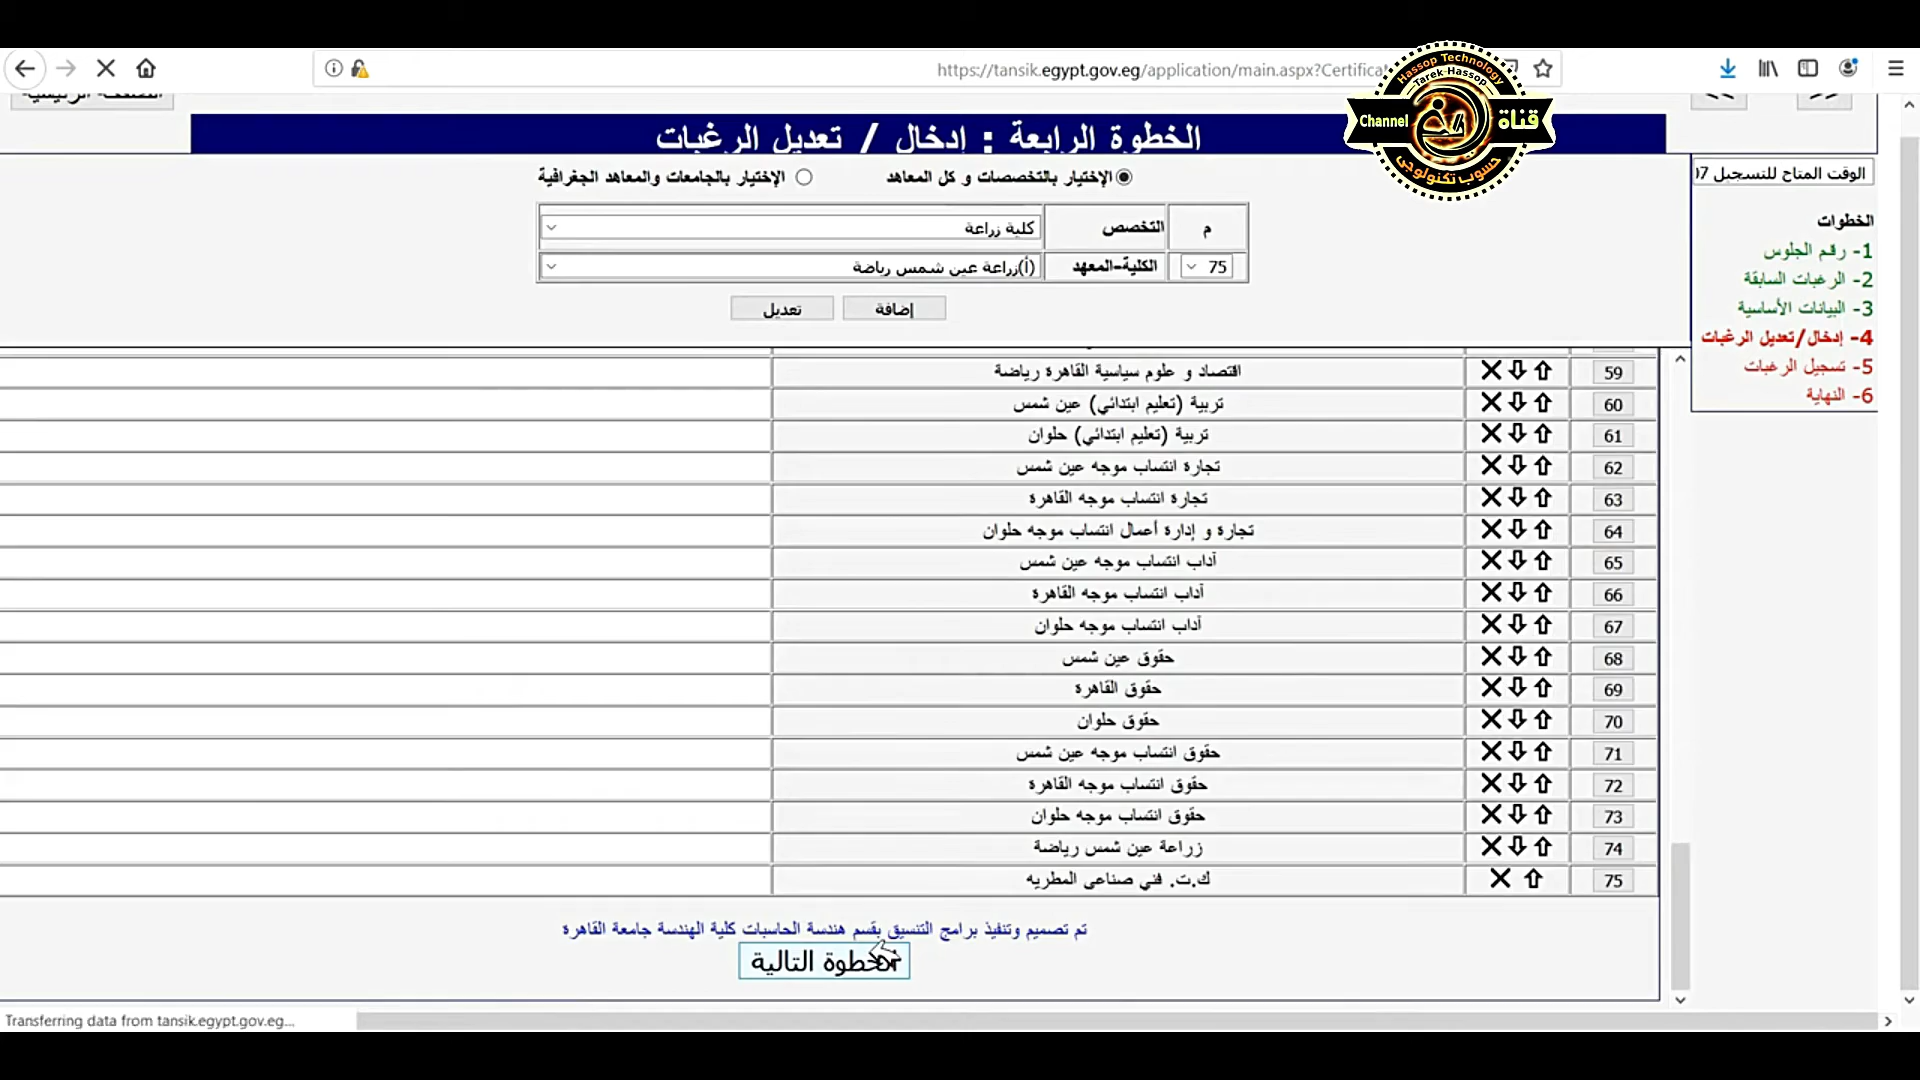 https://tansik.egypt.gov.eg/application/main.aspx?Certifica
Hassop Technology
Tarek-Hassop
Channel
قناة
حسوب تكنولوجى
الصفحة الرئيسية
<<
>>
الخطوة الرابعة : إدخال / تعديل الرغبات
الإختيار بالتخصصات و كل المعاهد
الإختيار بالجامعات والمعاهد الجغرافية
م التخصص كلية زراعة
75 الكلية-المعهد (أ)زراعة عين شمس رياضة
إضافة تعديل
الوقت المتاح للتسجيل
الخطوات
1- رقم الجلوس
2- الرغبات السابقة
3- البيانات الأساسية
4- إدخال/تعديل الرغبات
5- تسجيل الرغبات
6- النهاية
59 اقتصاد و علوم سياسية القاهرة رياضة
60 تربية (تعليم ابتدائي) عين شمس
61 تربية (تعليم ابتدائي) حلوان
62 تجارة انتساب موجه عين شمس
63 تجارة انتساب موجه القاهرة
64 تجارة و إدارة أعمال انتساب موجه حلوان
65 آداب انتساب موجه عين شمس
66 آداب انتساب موجه القاهرة
67 آداب انتساب موجه حلوان
68 حقوق عين شمس
69 حقوق القاهرة
70 حقوق حلوان
71 حقوق انتساب موجه عين شمس
72 حقوق انتساب موجه القاهرة
73 حقوق انتساب موجه حلوان
74 زراعة عين شمس رياضة
75 ك.ت. فني صناعى المطريه
تم تصميم وتنفيذ برامج التنسيق بقسم هندسة الحاسبات كلية الهندسة جامعة القاهرة
الخطوة التالية
Transferring data from tansik.egypt.gov.eg...